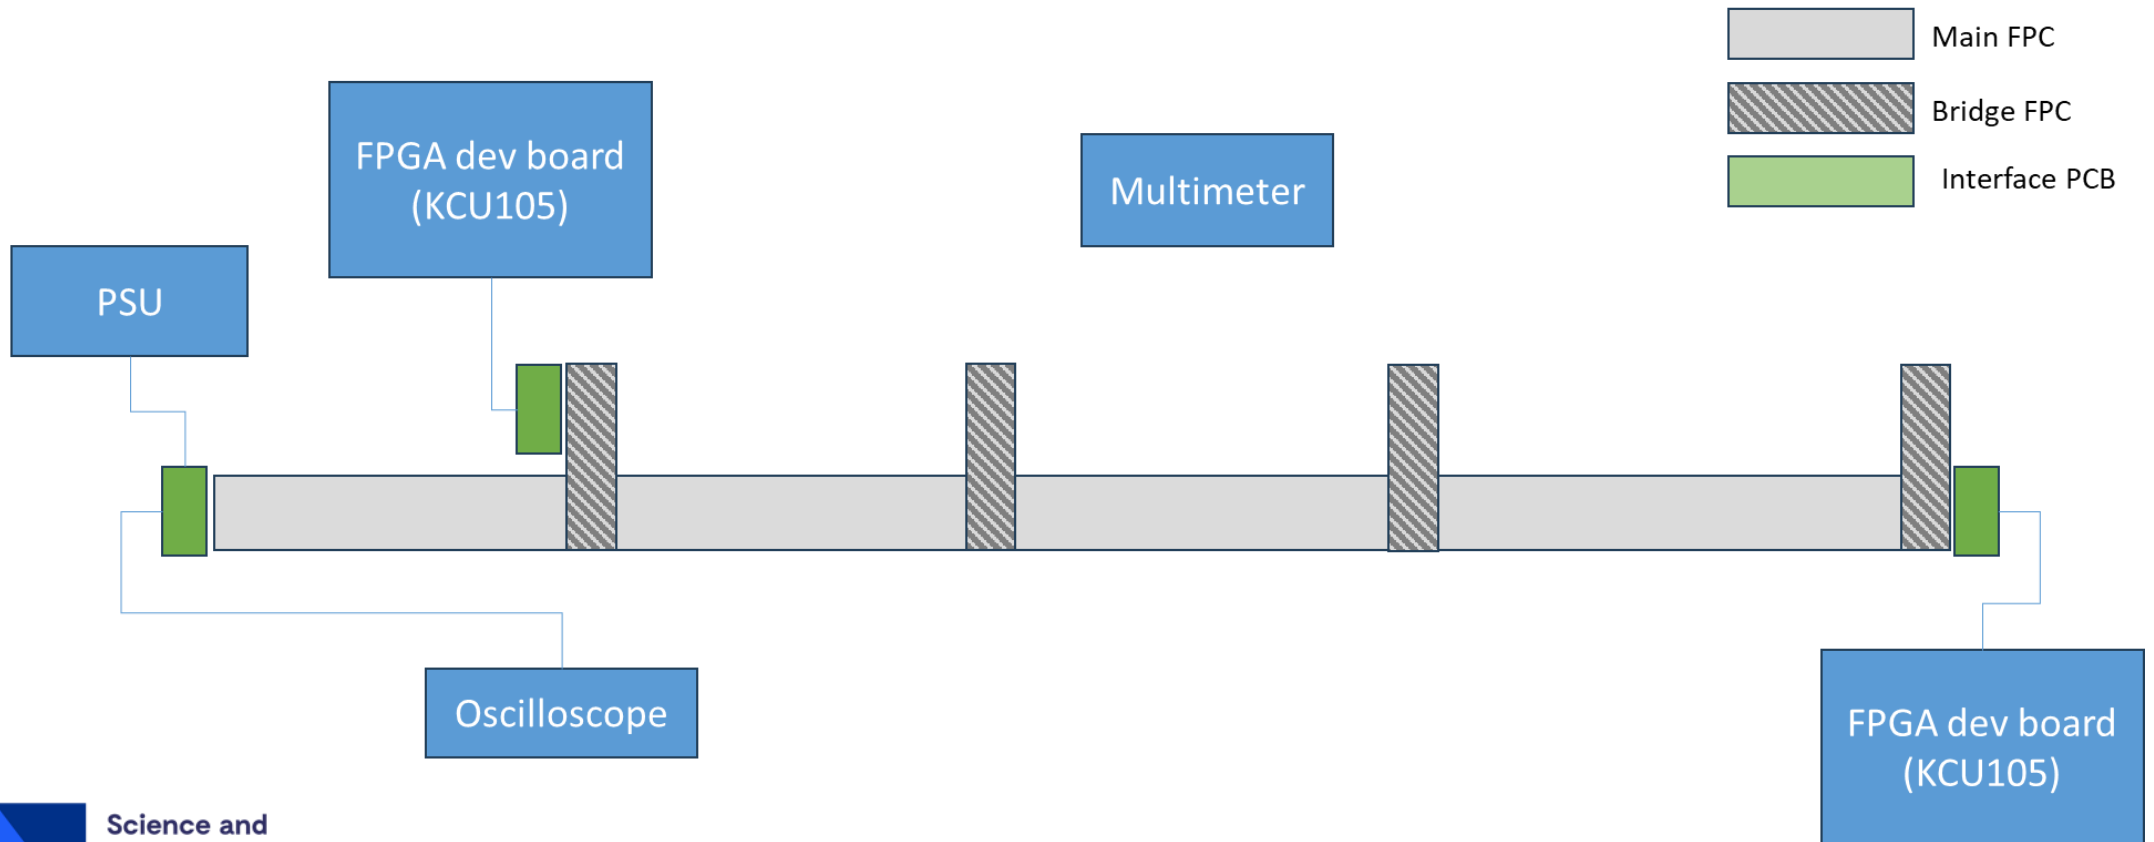 Main FPC
Bridge FPC
Interface PCB
FPGA dev board
(KCU105)
Multimeter
PSU
Oscilloscope
FPGA dev board
(KCU105)
Science and